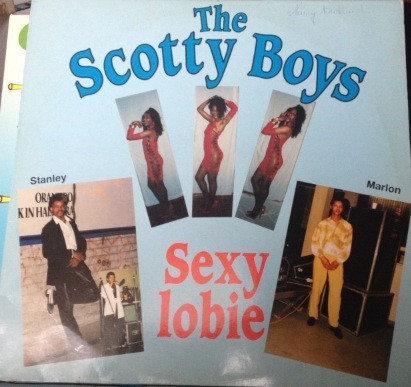 The
Scotty Boys
Stanley
Marlon
Sexy
lobie